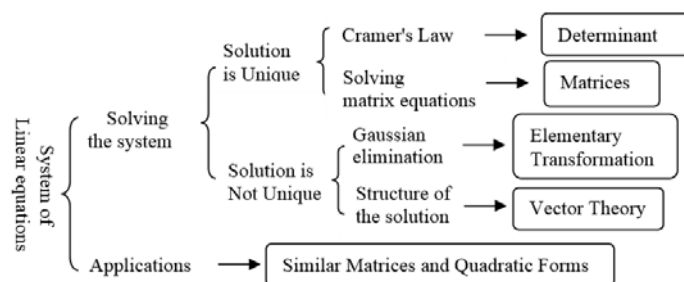 System of
Linear equations
Solving
the system
Solution
is Unique
Cramer's Law
Determinant
Solving
matrix equations
Matrices
Solution is
Not Unique
Gaussian
elimination
Elementary
Transformation
Structure of
the solution
Vector Theory
Applications
Similar Matrices and Quadratic Forms